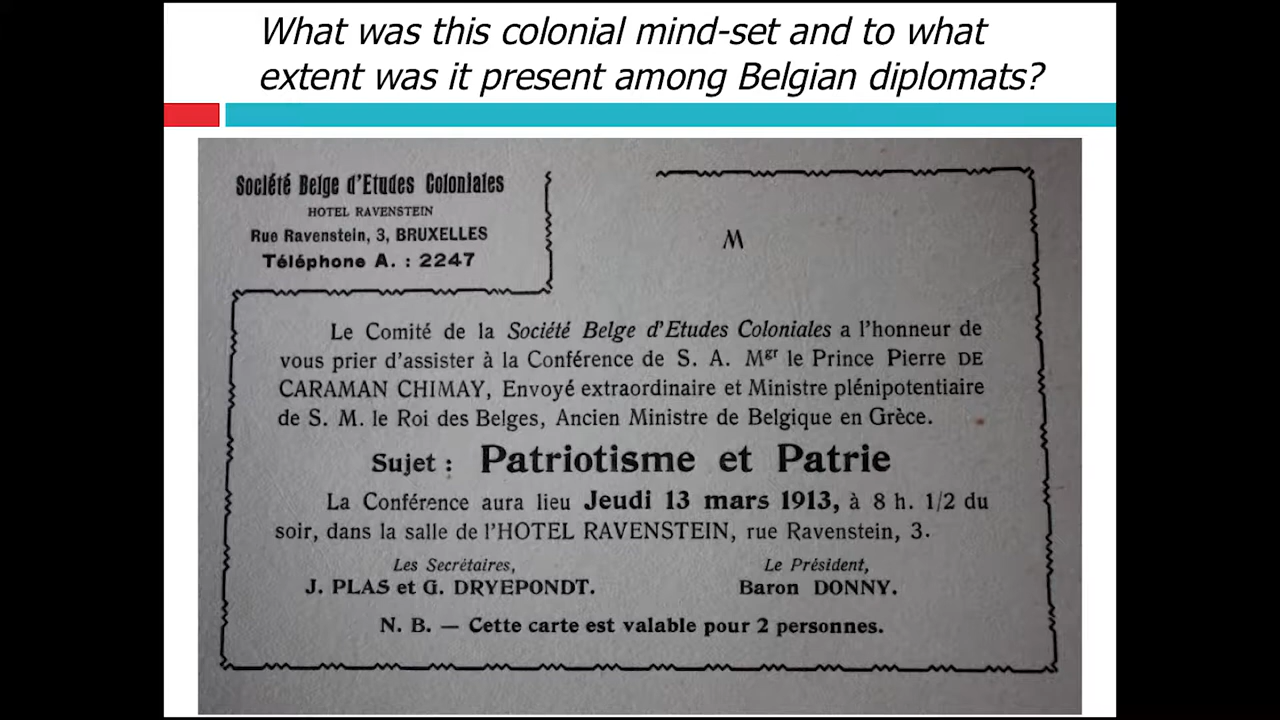 What was this colonial mind-set and to what
extent was it present among Belgian diplomats?
Société Belge d'Etudes Coloniales
HOTEL RAVENSTEIN
Rue Ravenstein, 3, BRUXELLES
Téléphone A. : 2247
M
Le Comité de la Société Belge d'Etudes Coloniales a l'honneur de
vous prier d'assister à la Conférence de S. A. Mgr le Prince Pierre DE
CARAMAN CHIMAY, Envoyé extraordinaire et Ministre plénipotentiaire
de S. M. le Roi des Belges, Ancien Ministre de Belgique en Grèce.
Sujet : Patriotisme et Patrie
La Conférence aura lieu Jeudi 13 mars 1913, à 8 h. 1/2 du
soir, dans la salle de l'HOTEL RAVENSTEIN, rue Ravenstein, 3.
Les Secrétaires,
J. PLAS et G. DRYEPONDT.
Le Président,
Baron DONNY.
N. B. — Cette carte est valable pour 2 personnes.